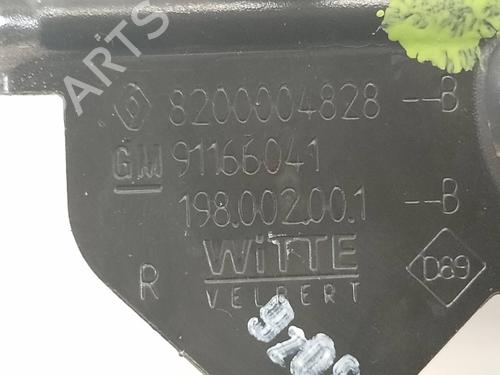 ARTS
8200004828 --B
GM 91166041
198.002.00.1 --B
WiTTE
VELBERT
R
D89